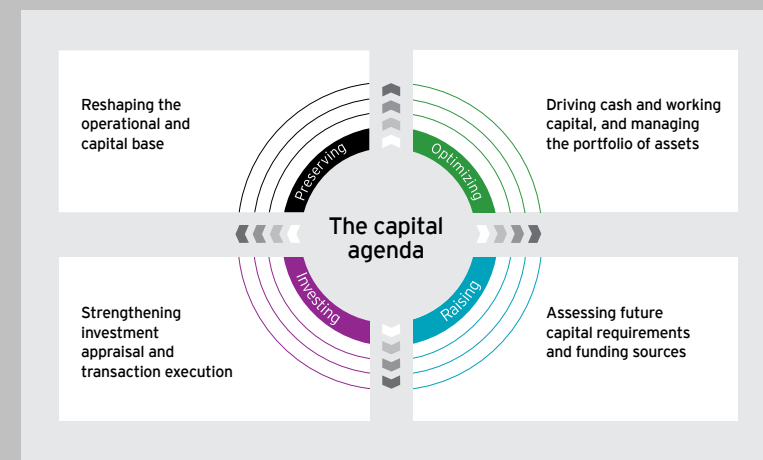 Reshaping the
operational and
capital base
Driving cash and working
capital, and managing
the portfolio of assets
Preserving
Optimizing
The capital
agenda
Investing
Raising
Strengthening
investment
appraisal and
transaction execution
Assessing future
capital requirements
and funding sources